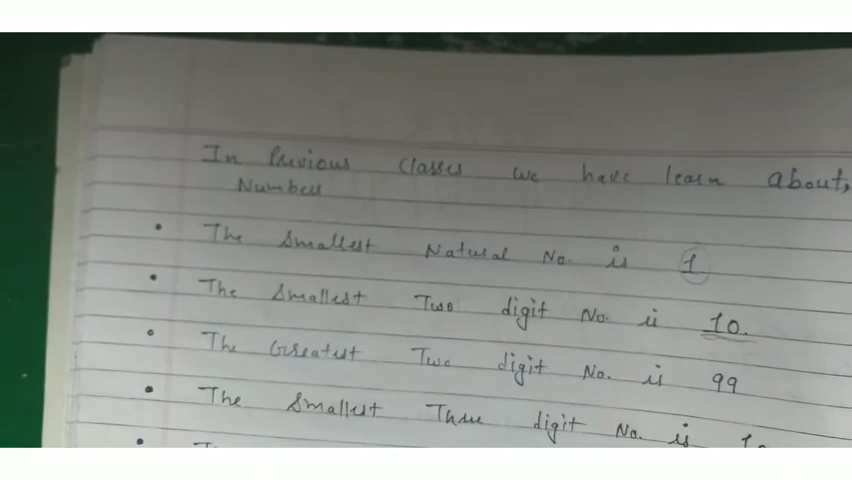 In Previous Classes we have learn about,
Number
• The Smallest Natural No. is 1
• The Smallest Two digit No. is 10.
• The Greatest Two digit No. is 99
• The Smallest Three digit No. is